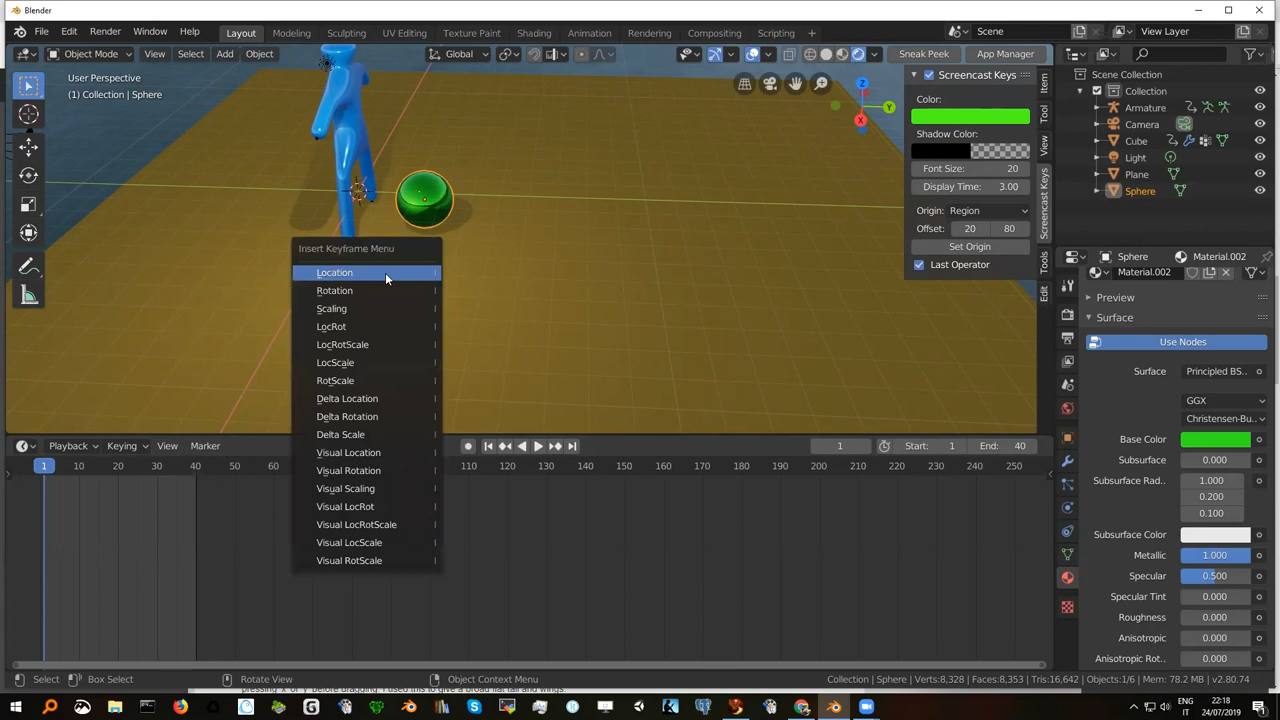 Blender
File Edit Render Window Help Layout Modeling Sculpting UV Editing Texture Paint Shading Animation Rendering Compositing Scripting Scene View Layer
Object Mode View Select Add Object Global Sneak Peek App Manager
User Perspective
(1) Collection | Sphere
Z
Y
X
Screencast Keys
Color:
Shadow Color:
Font Size: 20
Display Time: 3.00
Origin: Region
Offset: 20 80
Set Origin
Last Operator
Item
Tool
View
Screencast Keys
Tools
Edit
Scene Collection
Collection
Armature
Camera
Cube
Light
Plane
Sphere
Insert Keyframe Menu
Location I
Rotation I
Scaling I
LocRot I
LocRotScale I
LocScale I
RotScale I
Delta Location I
Delta Rotation I
Delta Scale I
Visual Location I
Visual Rotation I
Visual Scaling I
Visual LocRot I
Visual LocRotScale I
Visual LocScale I
Visual RotScale I
Sphere Material.002
Material.002
Preview
Surface
Use Nodes
Surface: Principled BS..
GGX
Christensen-Bu..
Base Color
Subsurface 0.000
Subsurface Rad.. 1.000
0.200
0.100
Subsurface Color
Metallic 1.000
Specular 0.500
Specular Tint 0.000
Roughness 0.000
Anisotropic 0.000
Anisotropic Rot.. 0.000
Playback Keying View Marker 1 Start: 1 End: 40
1 10 20 30 40 50 60 110 120 130 140 150 160 170 180 190 200 210 220 230 240 250
Select Box Select Rotate View Object Context Menu Collection | Sphere | Verts:8,328 | Faces:8,353 | Tris:16,642 | Objects:1/6 | Mem: 78.2 MB | v2.80.74
ENG 22:18
IT 24/07/2019